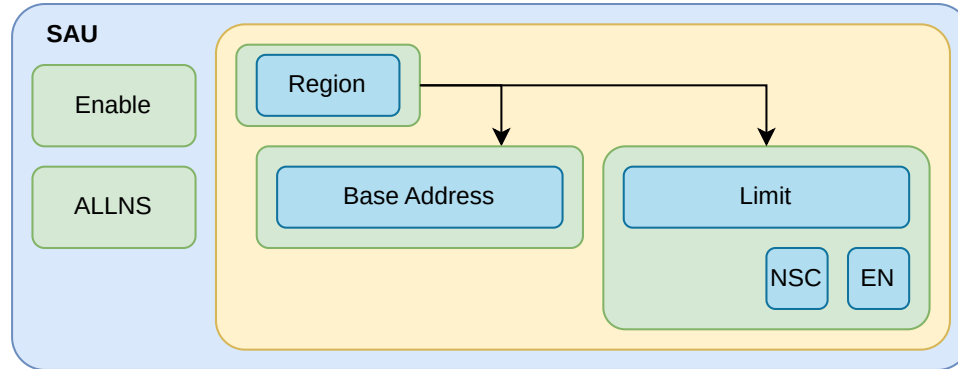 SAU
Enable
ALLNS
Region
Base Address
Limit
NSC
EN